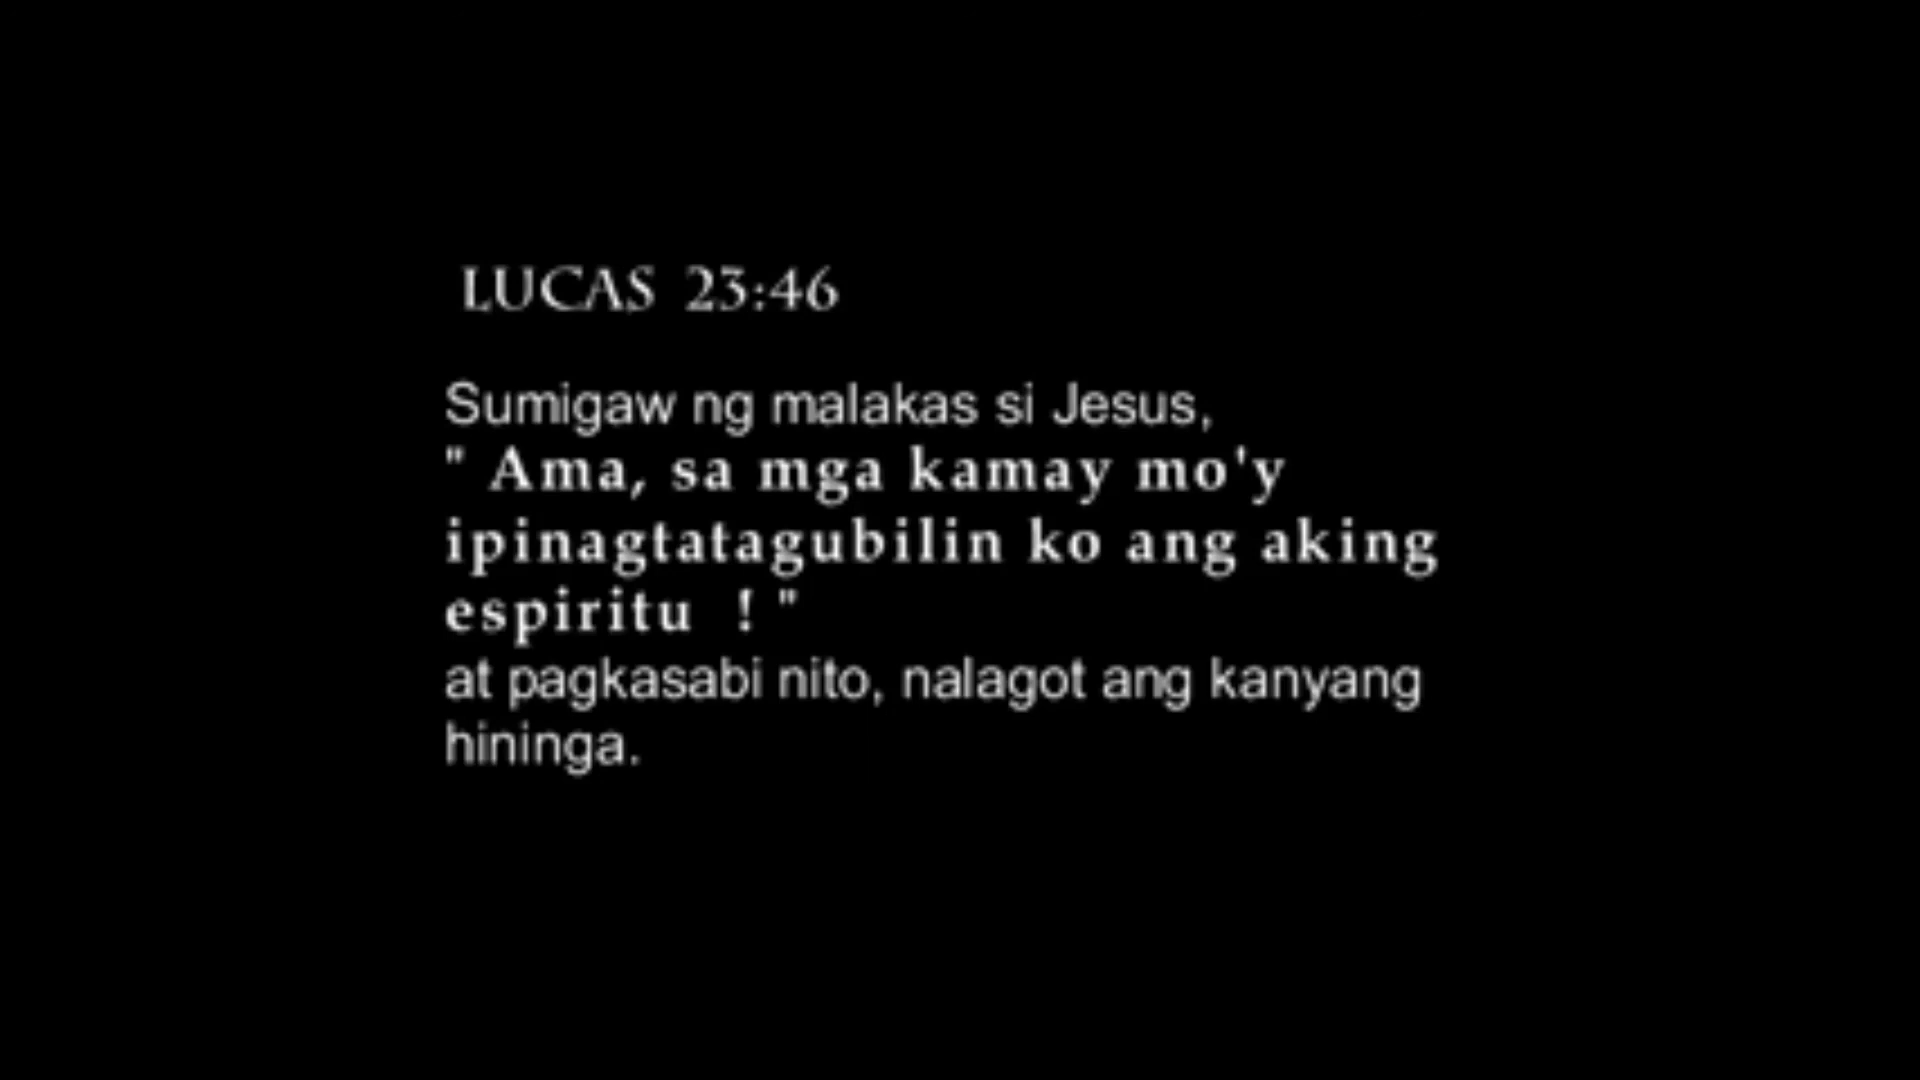 LUCAS 23:46
Sumigaw ng malakas si Jesus,
" Ama, sa mga kamay mo'y
ipinagtatagubilin ko ang aking
espiritu  ! "
at pagkasabi nito, nalagot ang kanyang
hininga.